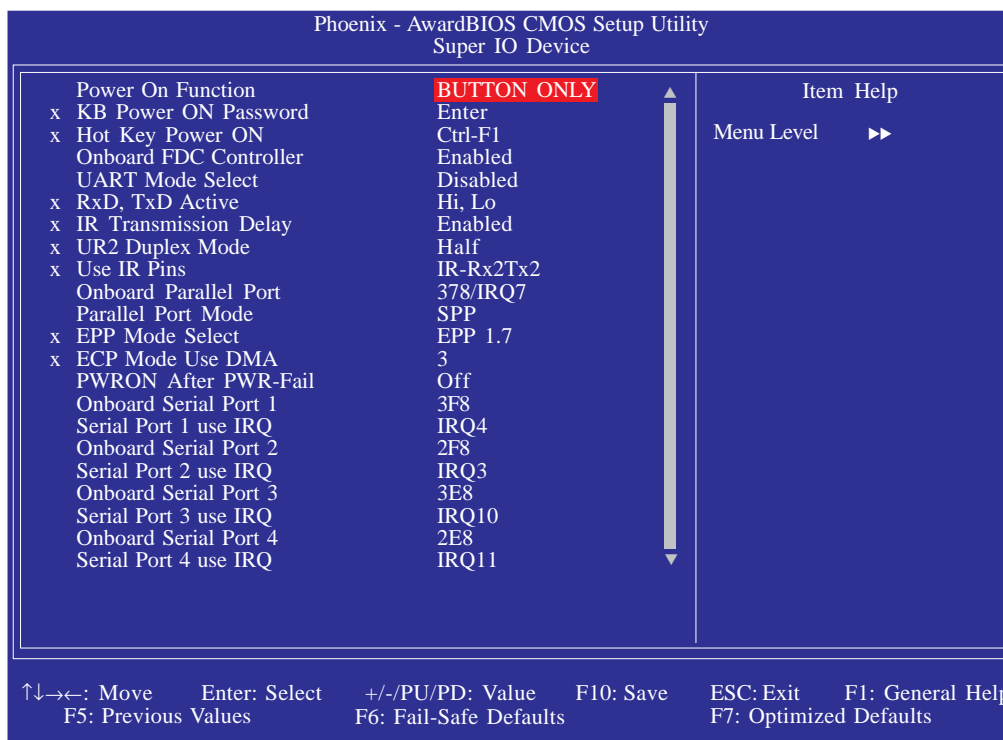 Phoenix - AwardBIOS CMOS Setup Utility
Super IO Device
Power On Function BUTTON ONLY
x KB Power ON Password Enter
x Hot Key Power ON Ctrl-F1
Onboard FDC Controller Enabled
UART Mode Select Disabled
x RxD, TxD Active Hi, Lo
x IR Transmission Delay Enabled
x UR2 Duplex Mode Half
x Use IR Pins IR-Rx2Tx2
Onboard Parallel Port 378/IRQ7
Parallel Port Mode SPP
x EPP Mode Select EPP 1.7
x ECP Mode Use DMA 3
PWRON After PWR-Fail Off
Onboard Serial Port 1 3F8
Serial Port 1 use IRQ IRQ4
Onboard Serial Port 2 2F8
Serial Port 2 use IRQ IRQ3
Onboard Serial Port 3 3E8
Serial Port 3 use IRQ IRQ10
Onboard Serial Port 4 2E8
Serial Port 4 use IRQ IRQ11
Item Help
Menu Level ▶▶
↑↓→←: Move Enter: Select +/-/PU/PD: Value F10: Save ESC: Exit F1: General Help
F5: Previous Values F6: Fail-Safe Defaults F7: Optimized Defaults